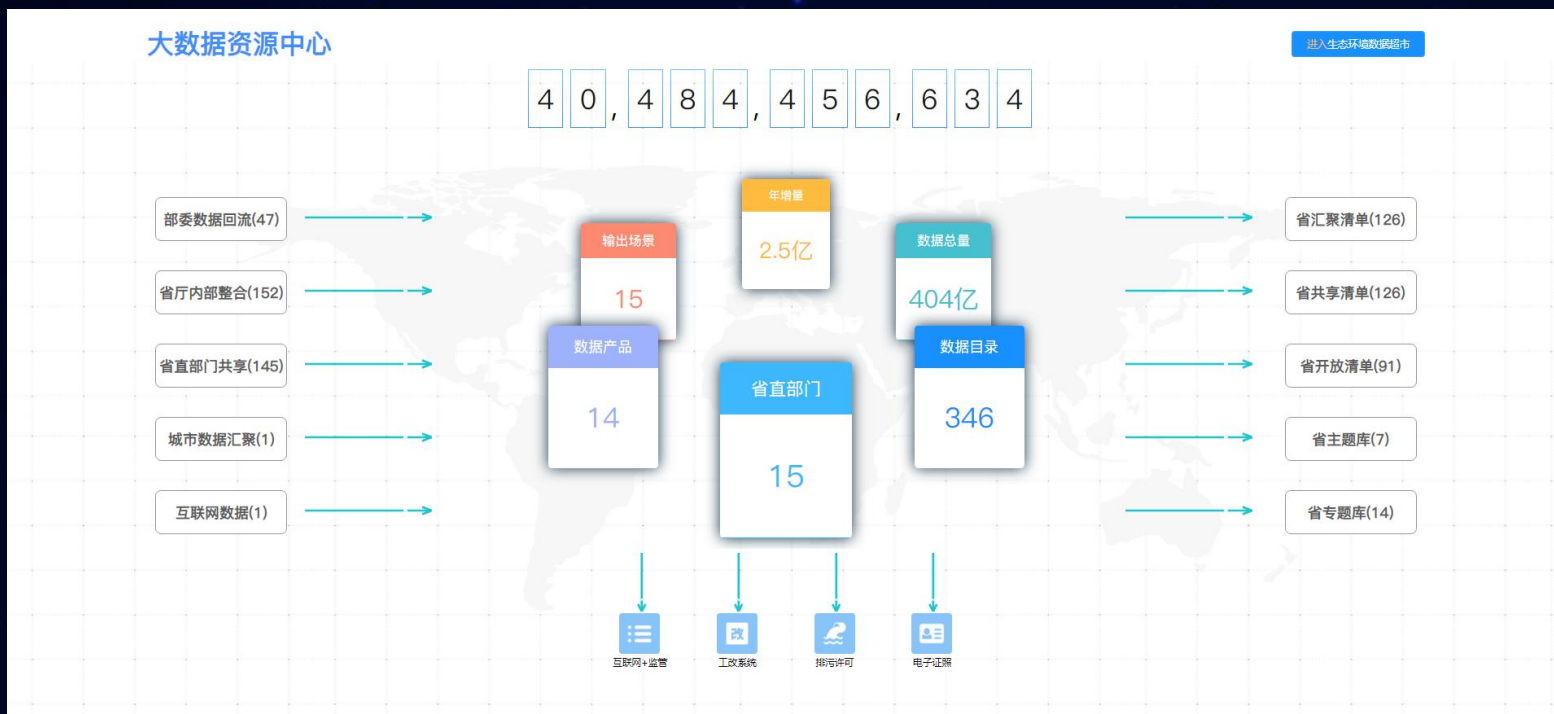 大数据资源中心
进入生态环境数据超市
40,484,456,634
部委数据回流(47)
省厅内部整合(152)
省直部门共享(145)
城市数据汇聚(1)
互联网数据(1)
年增量
2.5亿
输出场景
15
数据总量
404亿
数据产品
14
数据目录
346
省直部门
15
省汇聚清单(126)
省共享清单(126)
省开放清单(91)
省主题库(7)
省专题库(14)
改
互联网+监管
工改系统
排污许可
电子证照